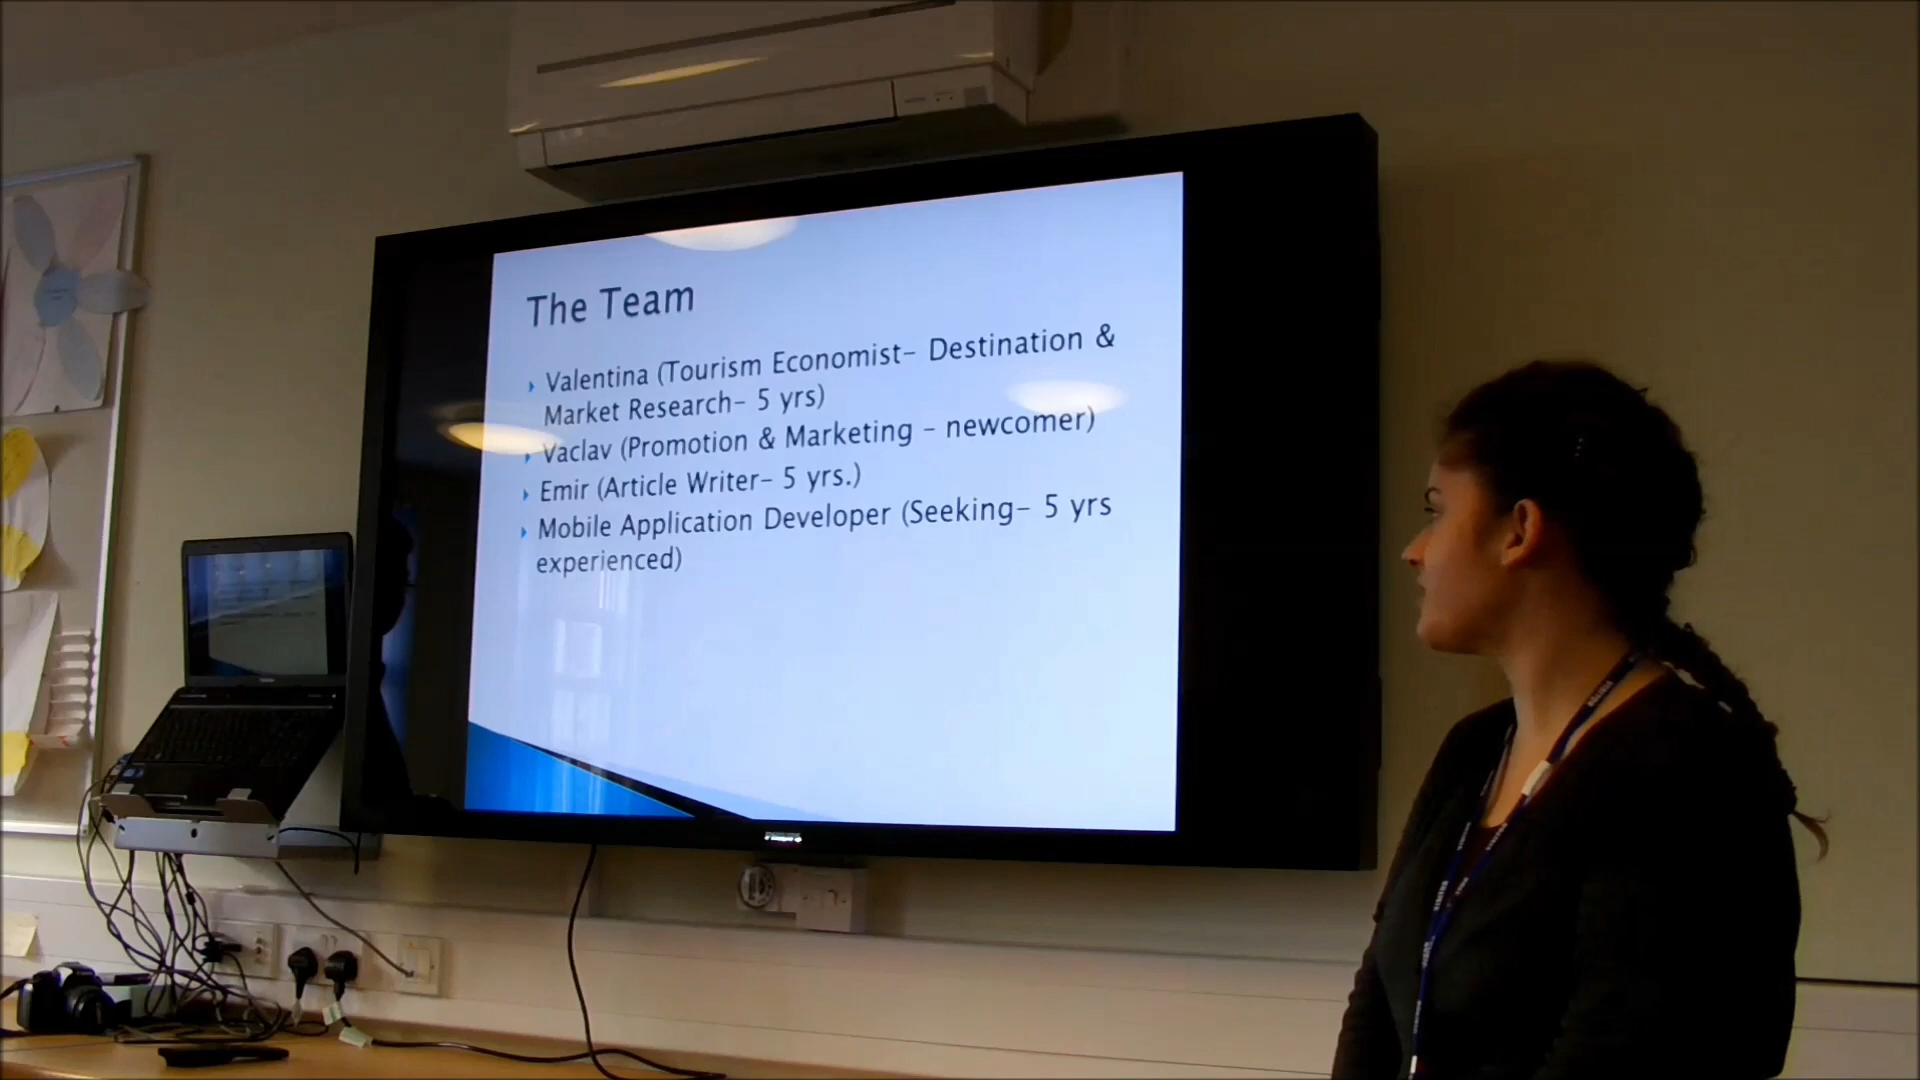 The Team
Valentina (Tourism Economist- Destination &
Market Research- 5 yrs)
Vaclav (Promotion & Marketing - newcomer)
Emir (Article Writer- 5 yrs.)
Mobile Application Developer (Seeking- 5 yrs
experienced)